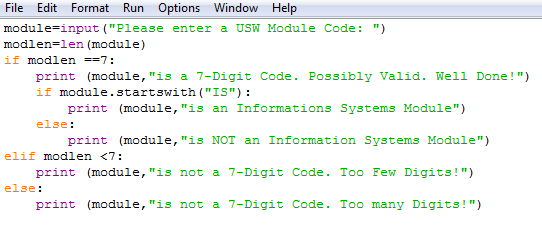 File Edit Format Run Options Window Help
module=input("Please enter a USW Module Code: ")
modlen=len(module)
if modlen ==7:
    print (module,"is a 7-Digit Code. Possibly Valid. Well Done!")
    if module.startswith("IS"):
        print (module,"is an Informations Systems Module")
    else:
        print (module,"is NOT an Information Systems Module")
elif modlen <7:
    print (module,"is not a 7-Digit Code. Too Few Digits!")
else:
    print (module,"is not a 7-Digit Code. Too many Digits!")